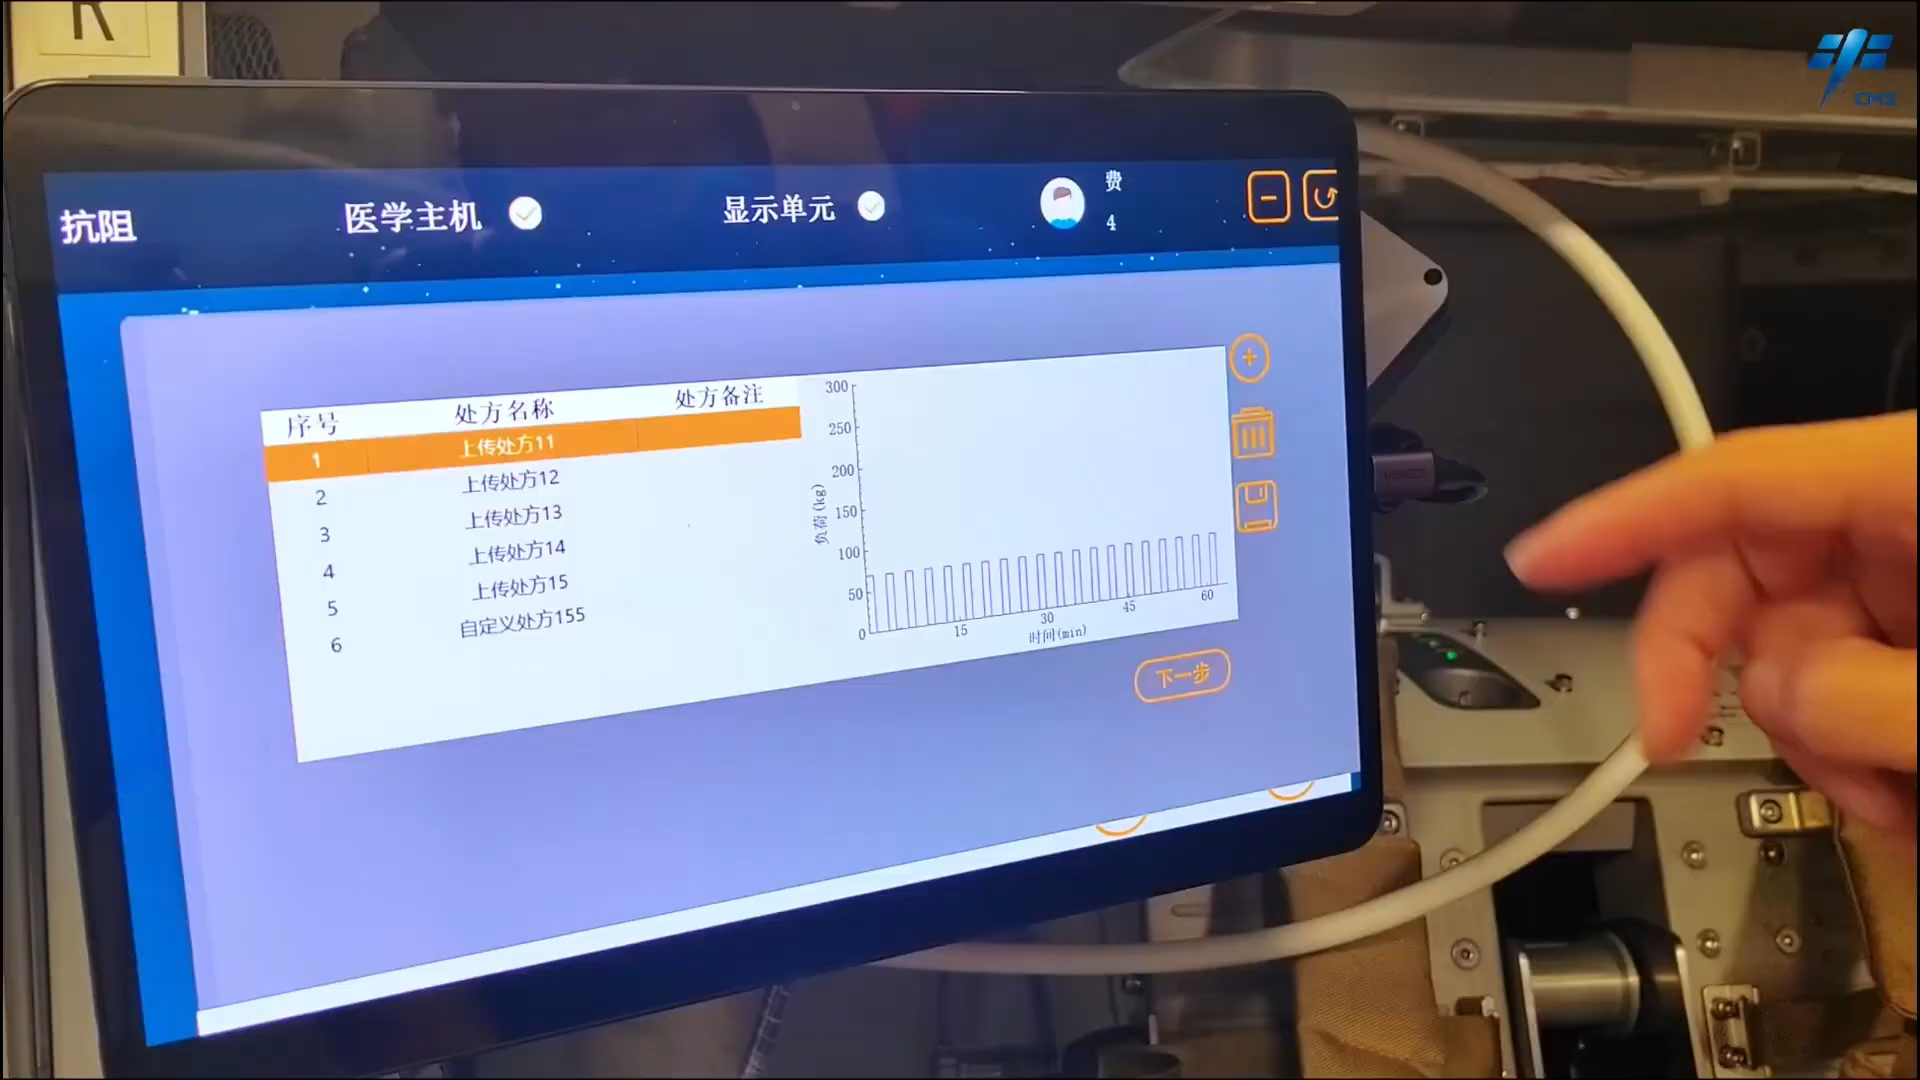 R
CMS
抗阻
医学主机
显示单元
费
4
序号 处方名称 处方备注
1 上传处方11
2 上传处方12
3 上传处方13
4 上传处方14
5 上传处方15
6 自定义处方155
300
250
200
150
100
50
0
负荷(kg)
15 30 45 60
时间(min)
下一步